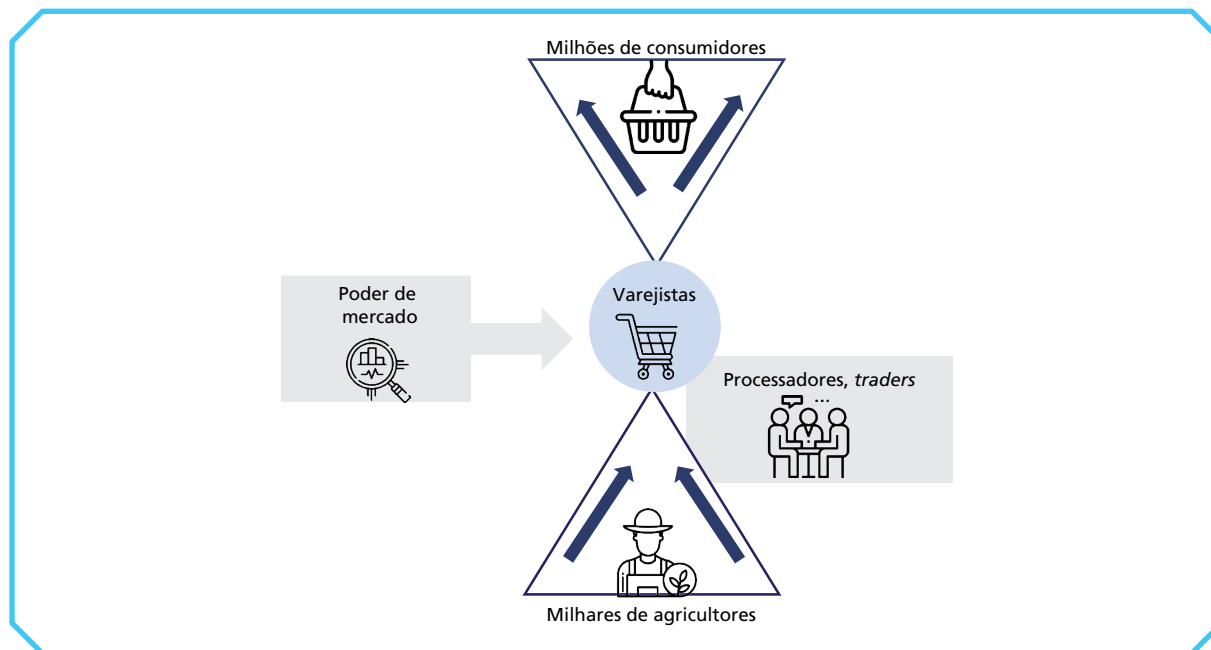 Milhões de consumidores
Poder de
mercado
Varejistas
Processadores, traders
...
Milhares de agricultores